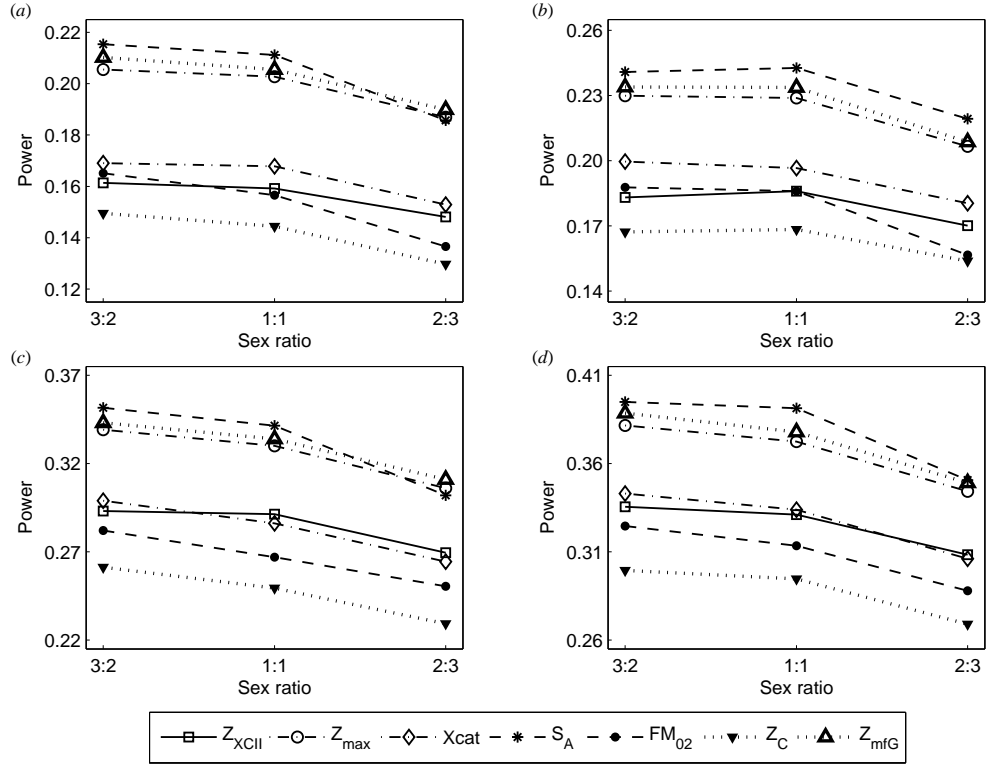 (a)
(b)
0.22
0.20
0.18
0.16
0.14
0.12
Power
3:2 1:1 2:3
Sex ratio
0.26
0.23
0.20
0.17
0.14
Power
3:2 1:1 2:3
Sex ratio
(c)
(d)
0.37
0.32
0.27
0.22
Power
3:2 1:1 2:3
Sex ratio
0.41
0.36
0.31
0.26
Power
3:2 1:1 2:3
Sex ratio
Z_XCII Z_max Xcat S_A FM_02 Z_C Z_mfG